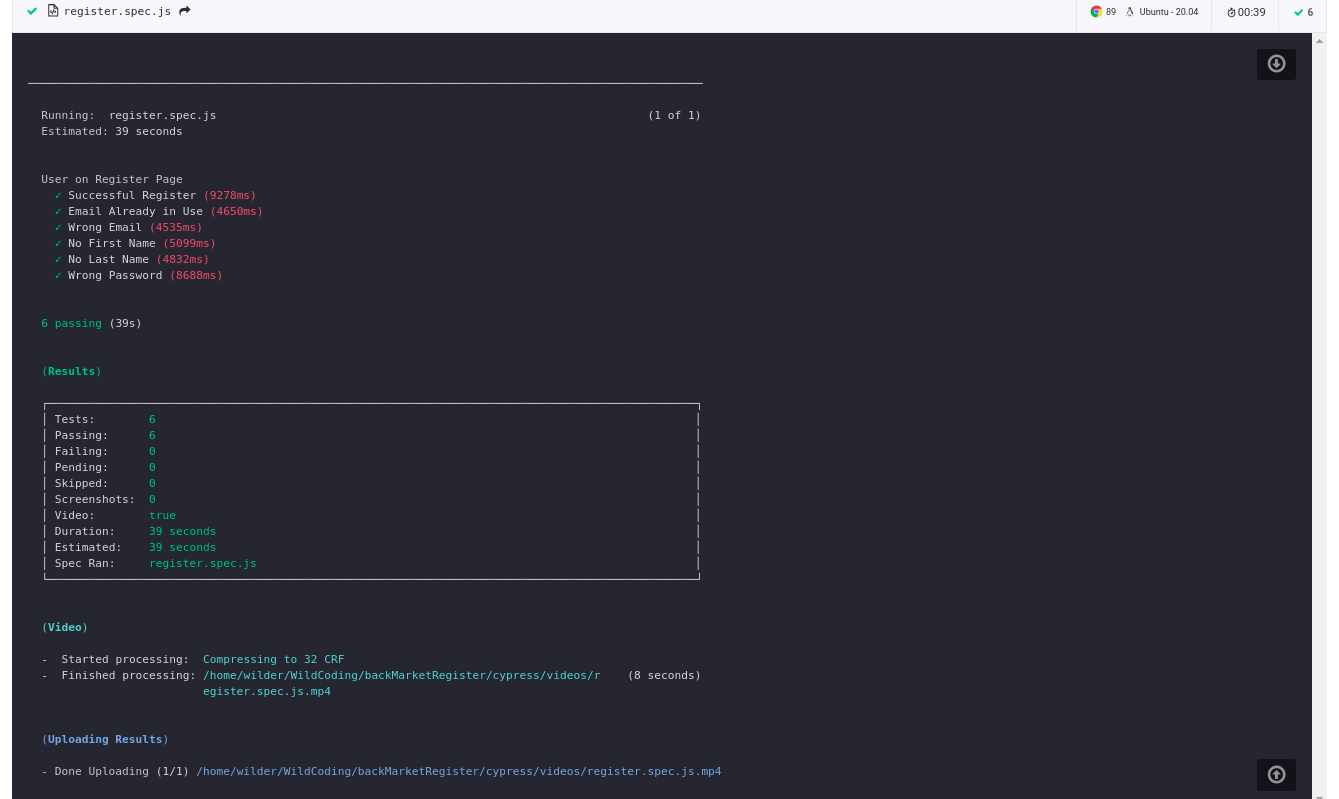 register.spec.js
89 Ubuntu - 20.04 00:39 6
Running: register.spec.js (1 of 1)
Estimated: 39 seconds
User on Register Page
✓ Successful Register (9278ms)
✓ Email Already in Use (4650ms)
✓ Wrong Email (4535ms)
✓ No First Name (5099ms)
✓ No Last Name (4832ms)
✓ Wrong Password (8688ms)
6 passing (39s)
(Results)
Tests: 6
Passing: 6
Failing: 0
Pending: 0
Skipped: 0
Screenshots: 0
Video: true
Duration: 39 seconds
Estimated: 39 seconds
Spec Ran: register.spec.js
(Video)
- Started processing: Compressing to 32 CRF
- Finished processing: /home/wilder/WildCoding/backMarketRegister/cypress/videos/r (8 seconds)
egister.spec.js.mp4
(Uploading Results)
- Done Uploading (1/1) /home/wilder/WildCoding/backMarketRegister/cypress/videos/register.spec.js.mp4